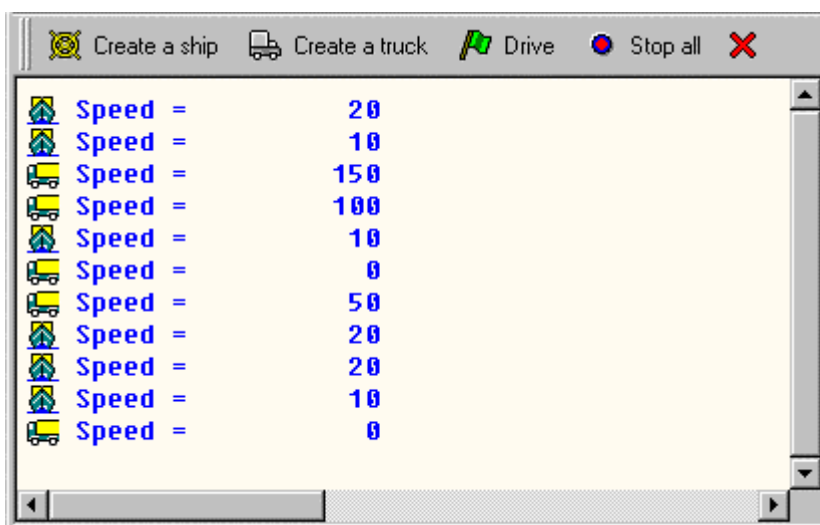 Create a ship Create a truck Drive Stop all
Speed = 20
Speed = 10
Speed = 150
Speed = 100
Speed = 10
Speed = 0
Speed = 50
Speed = 20
Speed = 20
Speed = 10
Speed = 0